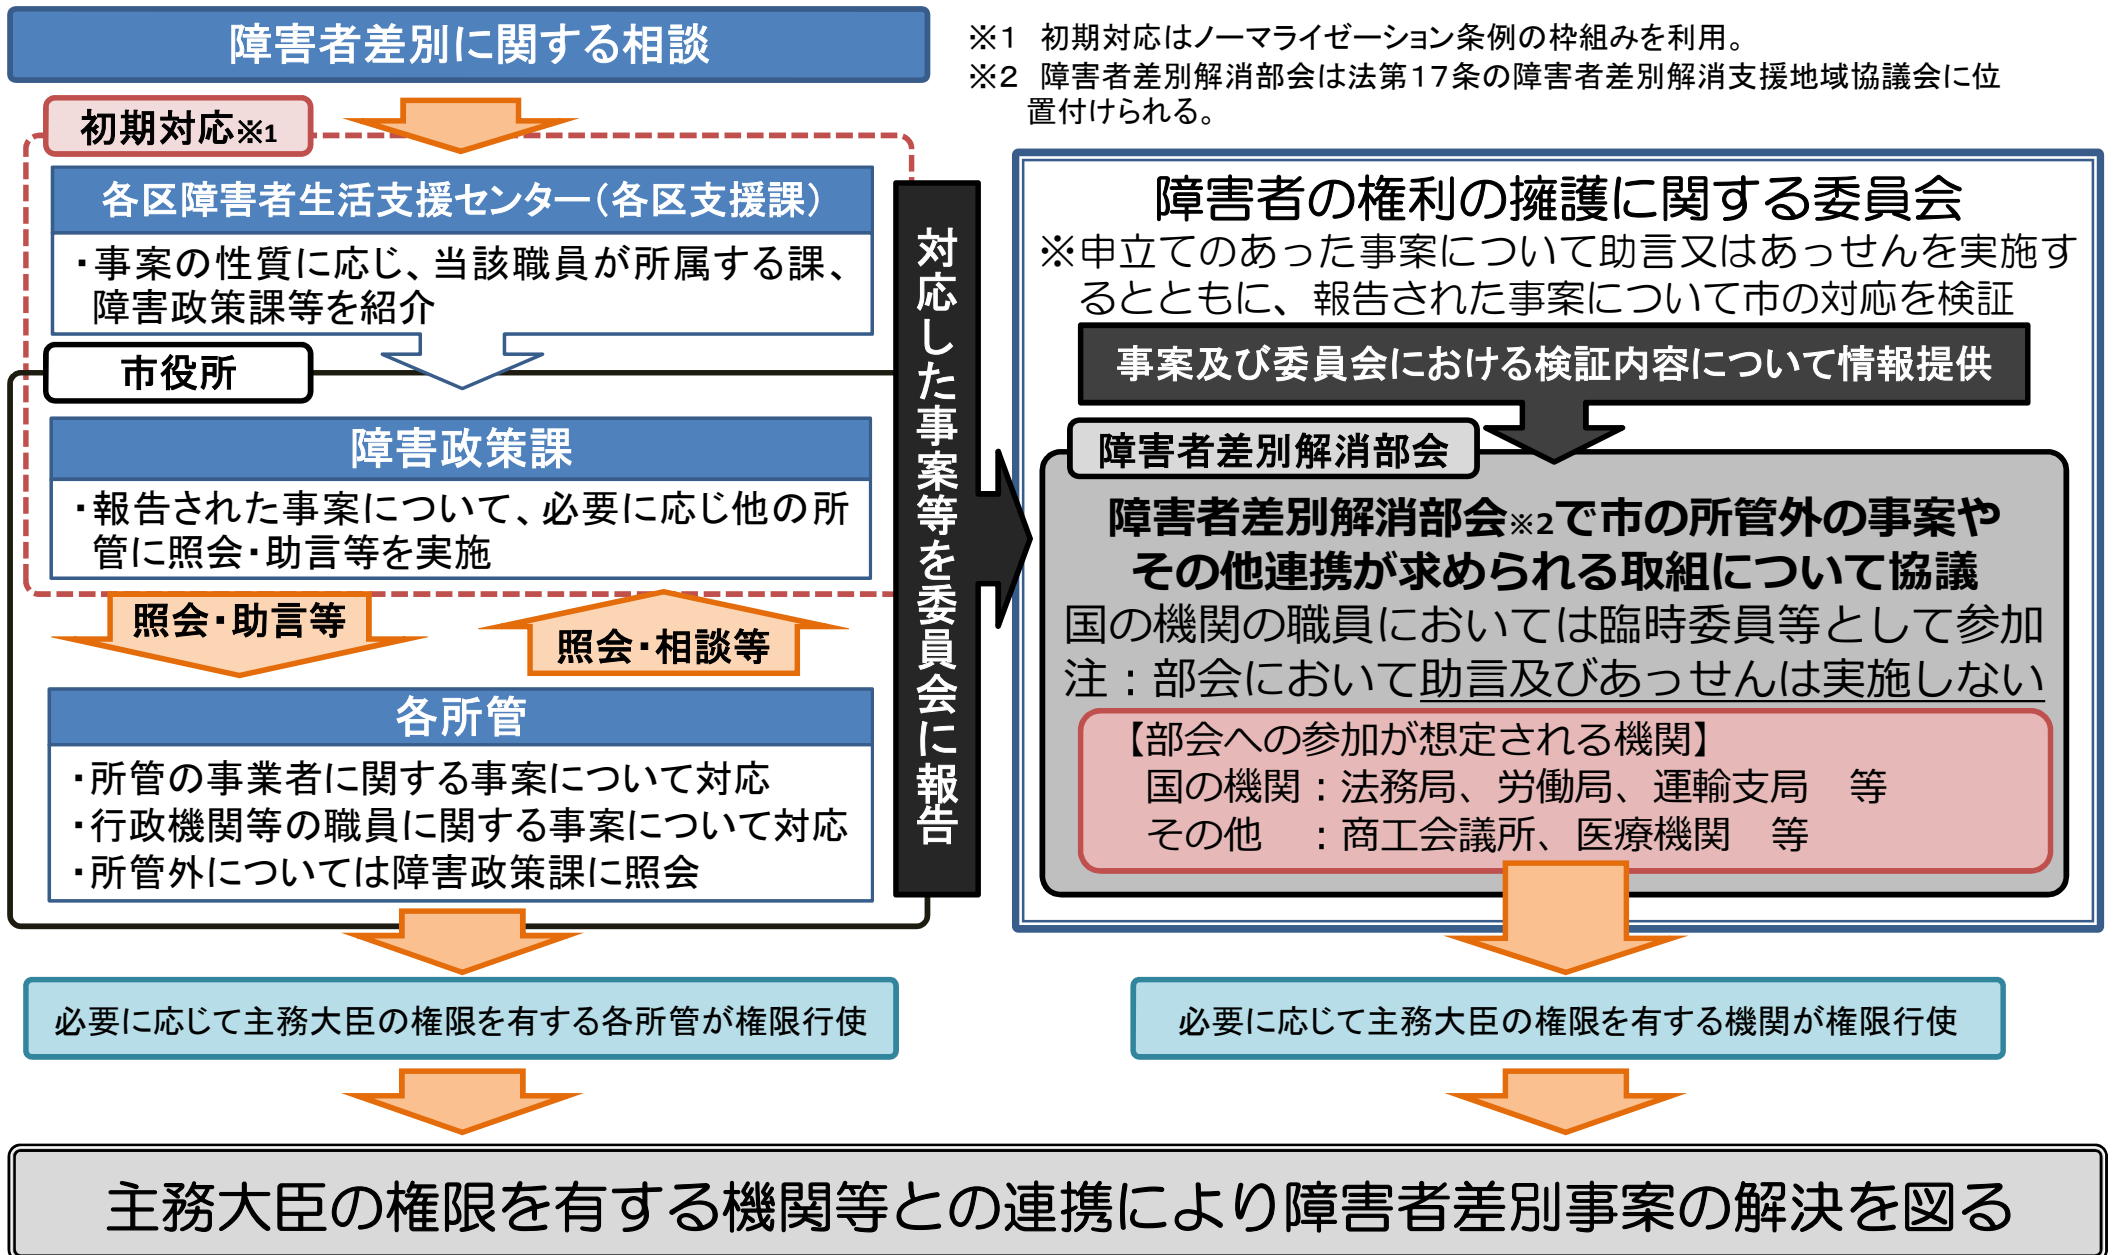 障害者差別に関する相談
※1　初期対応はノーマライゼーション条例の枠組みを利用。
※2　障害者差別解消部会は法第17条の障害者差別解消支援地域協議会に位
置付けられる。
初期対応※1
各区障害者生活支援センター（各区支援課）
・事案の性質に応じ、当該職員が所属する課、
障害政策課等を紹介
市役所
障害政策課
・報告された事案について、必要に応じ他の所
管に照会・助言等を実施
照会・助言等
照会・相談等
各所管
・所管の事業者に関する事案について対応
・行政機関等の職員に関する事案について対応
・所管外については障害政策課に照会
対応した事案等を委員会に報告
障害者の権利の擁護に関する委員会
※申立てのあった事案について助言又はあっせんを実施す
るとともに、報告された事案について市の対応を検証
事案及び委員会における検証内容について情報提供
障害者差別解消部会
障害者差別解消部会※2で市の所管外の事案や
その他連携が求められる取組について協議
国の機関の職員においては臨時委員等として参加
注：部会において助言及びあっせんは実施しない
【部会への参加が想定される機関】
国の機関：法務局、労働局、運輸支局　等
その他　：商工会議所、医療機関　等
必要に応じて主務大臣の権限を有する各所管が権限行使
必要に応じて主務大臣の権限を有する機関が権限行使
主務大臣の権限を有する機関等との連携により障害者差別事案の解決を図る